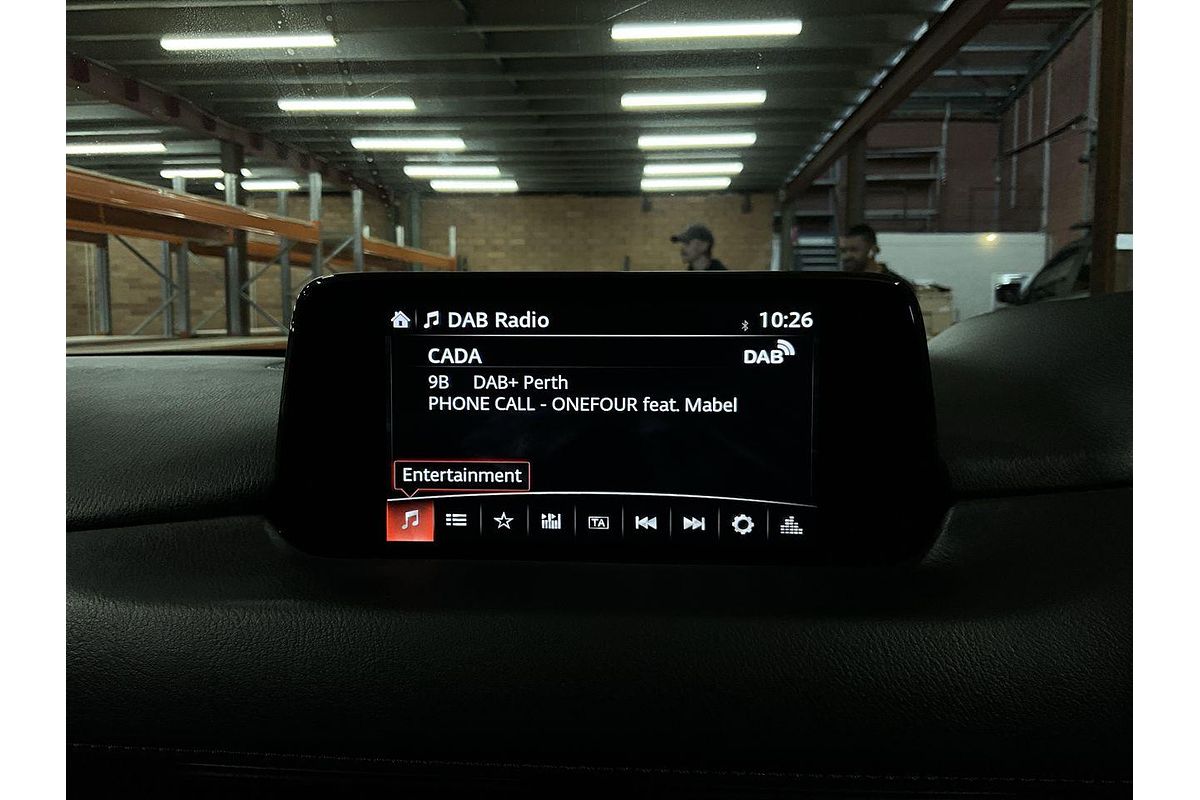 DAB Radio 10:26
CADA DAB
9B DAB+ Perth
PHONE CALL - ONEFOUR feat. Mabel
Entertainment
TA